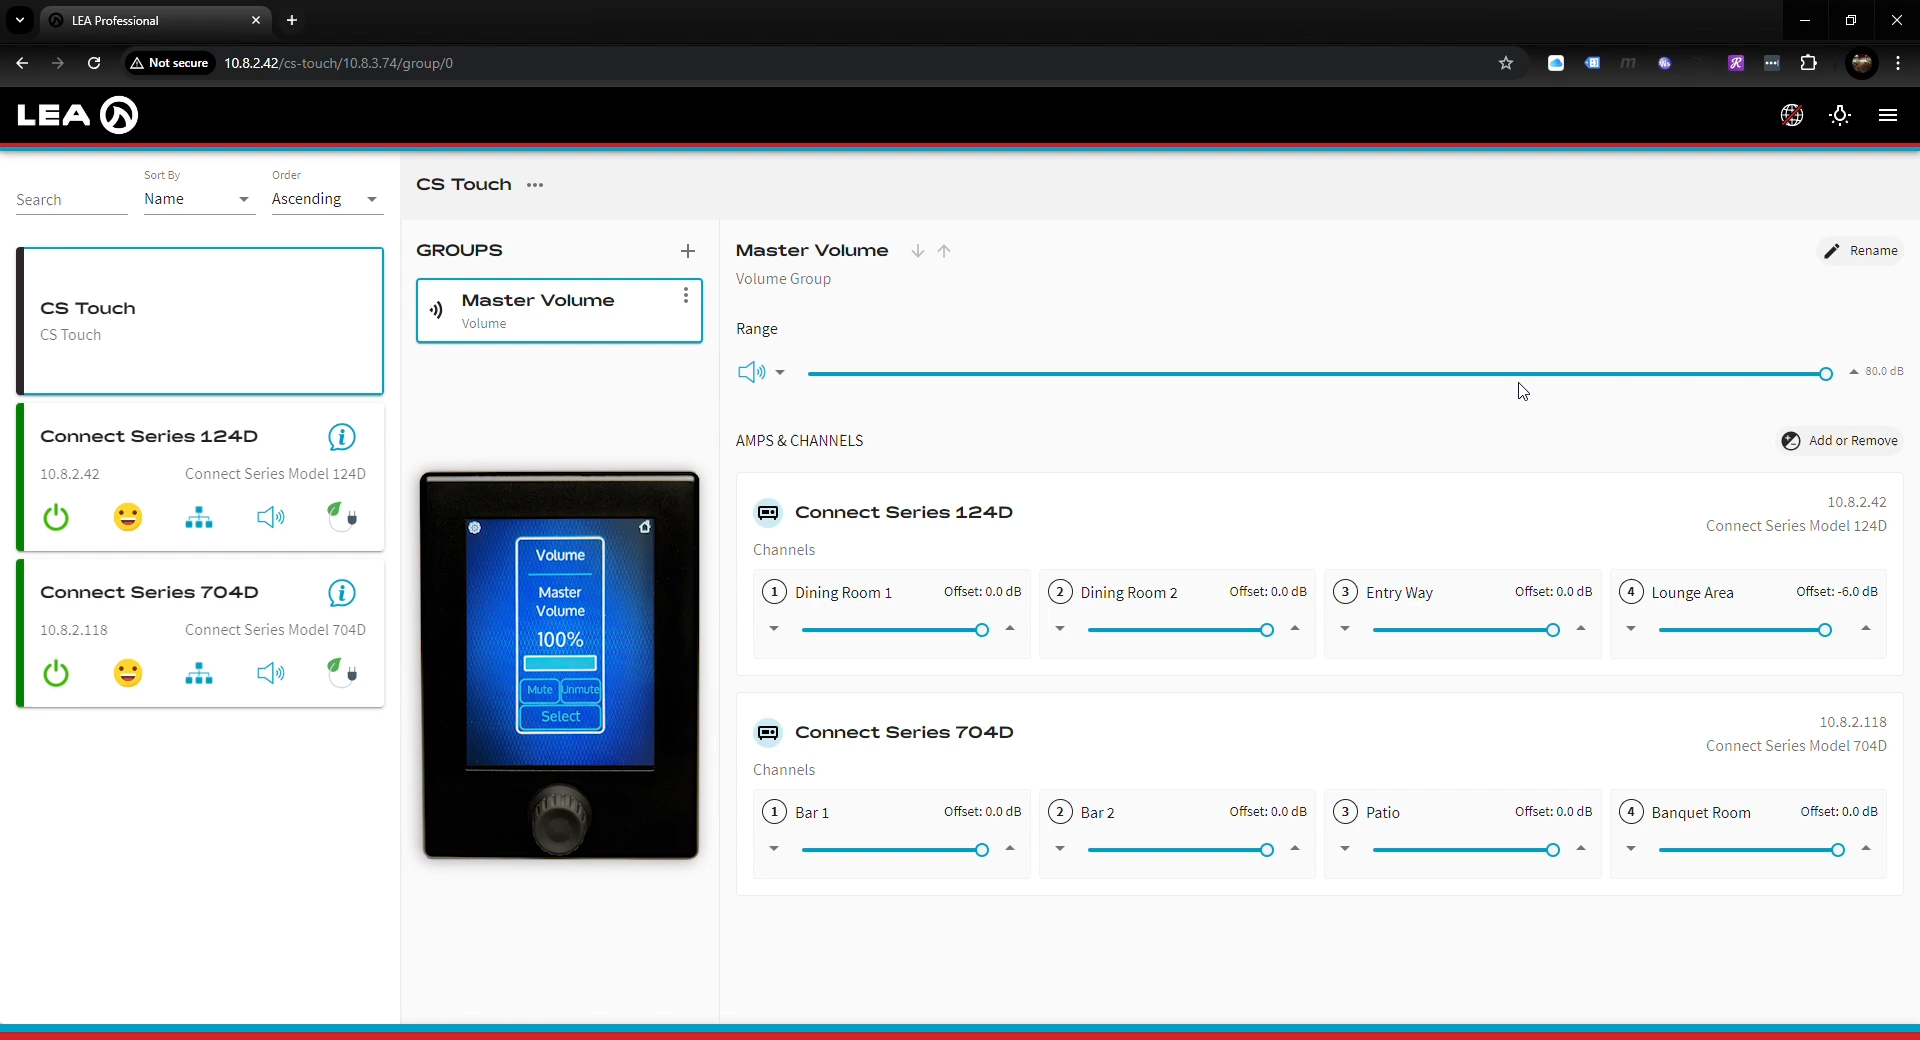 LEA Professional
Not secure
10.8.2.42/cs-touch/10.8.3.74/group/0
LEA
Search
Sort By
Name
Order
Ascending
CS Touch
CS Touch
Connect Series 124D
10.8.2.42
Connect Series Model 124D
Connect Series 704D
10.8.2.118
Connect Series Model 704D
CS Touch
GROUPS
Master Volume
Volume
Volume
Master
Volume
100%
Mute
Unmute
Select
Master Volume
Rename
Volume Group
Range
80.0 dB
AMPS & CHANNELS
Add or Remove
Connect Series 124D
10.8.2.42
Connect Series Model 124D
Channels
1 Dining Room 1 Offset: 0.0 dB
2 Dining Room 2 Offset: 0.0 dB
3 Entry Way Offset: 0.0 dB
4 Lounge Area Offset: -6.0 dB
Connect Series 704D
10.8.2.118
Connect Series Model 704D
Channels
1 Bar 1 Offset: 0.0 dB
2 Bar 2 Offset: 0.0 dB
3 Patio Offset: 0.0 dB
4 Banquet Room Offset: 0.0 dB